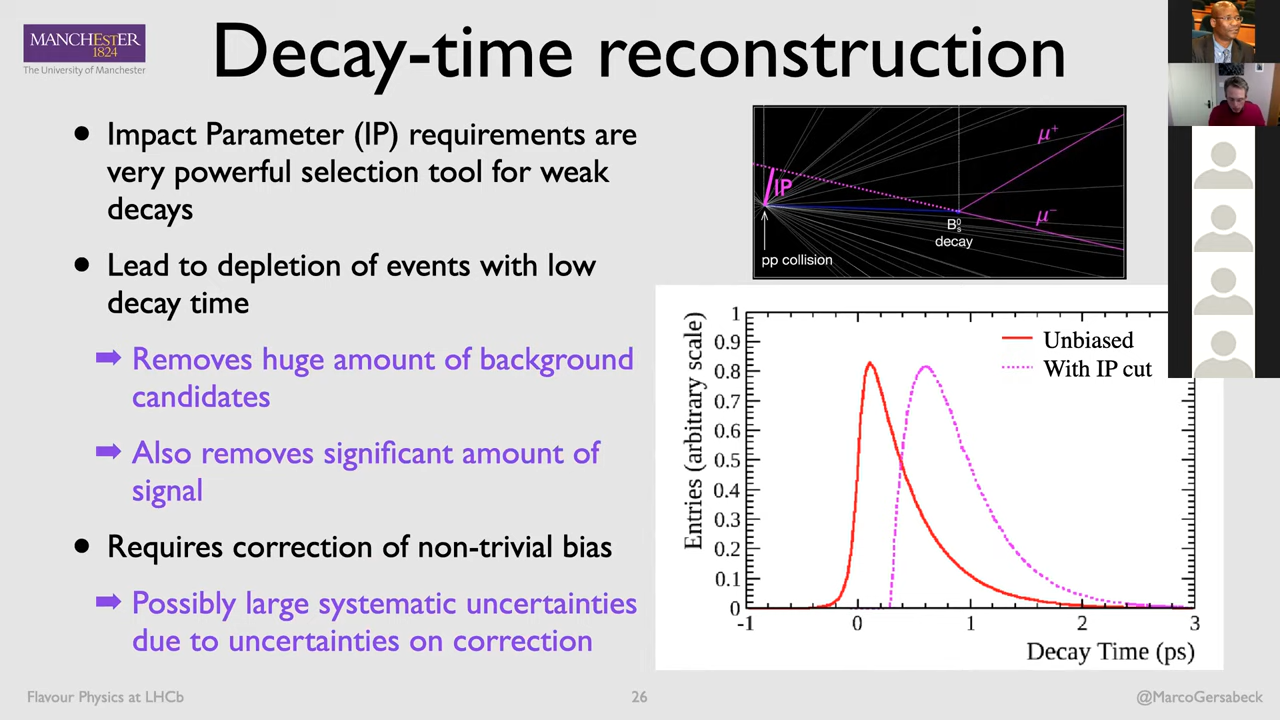 MANCHESTER
1824
The University of Manchester
Decay-time reconstruction
• Impact Parameter (IP) requirements are
very powerful selection tool for weak
decays
• Lead to depletion of events with low
decay time
➡ Removes huge amount of background
candidates
➡ Also removes significant amount of
signal
• Requires correction of non-trivial bias
➡ Possibly large systematic uncertainties
due to uncertainties on correction
μ+
IP
μ−
B⁰s
decay
pp collision
Entries (arbitrary scale)
1
0.9
0.8
0.7
0.6
0.5
0.4
0.3
0.2
0.1
0
Unbiased
With IP cut
-1 0 1 2 3
Decay Time (ps)
Flavour Physics at LHCb
26
@MarcoGersabeck